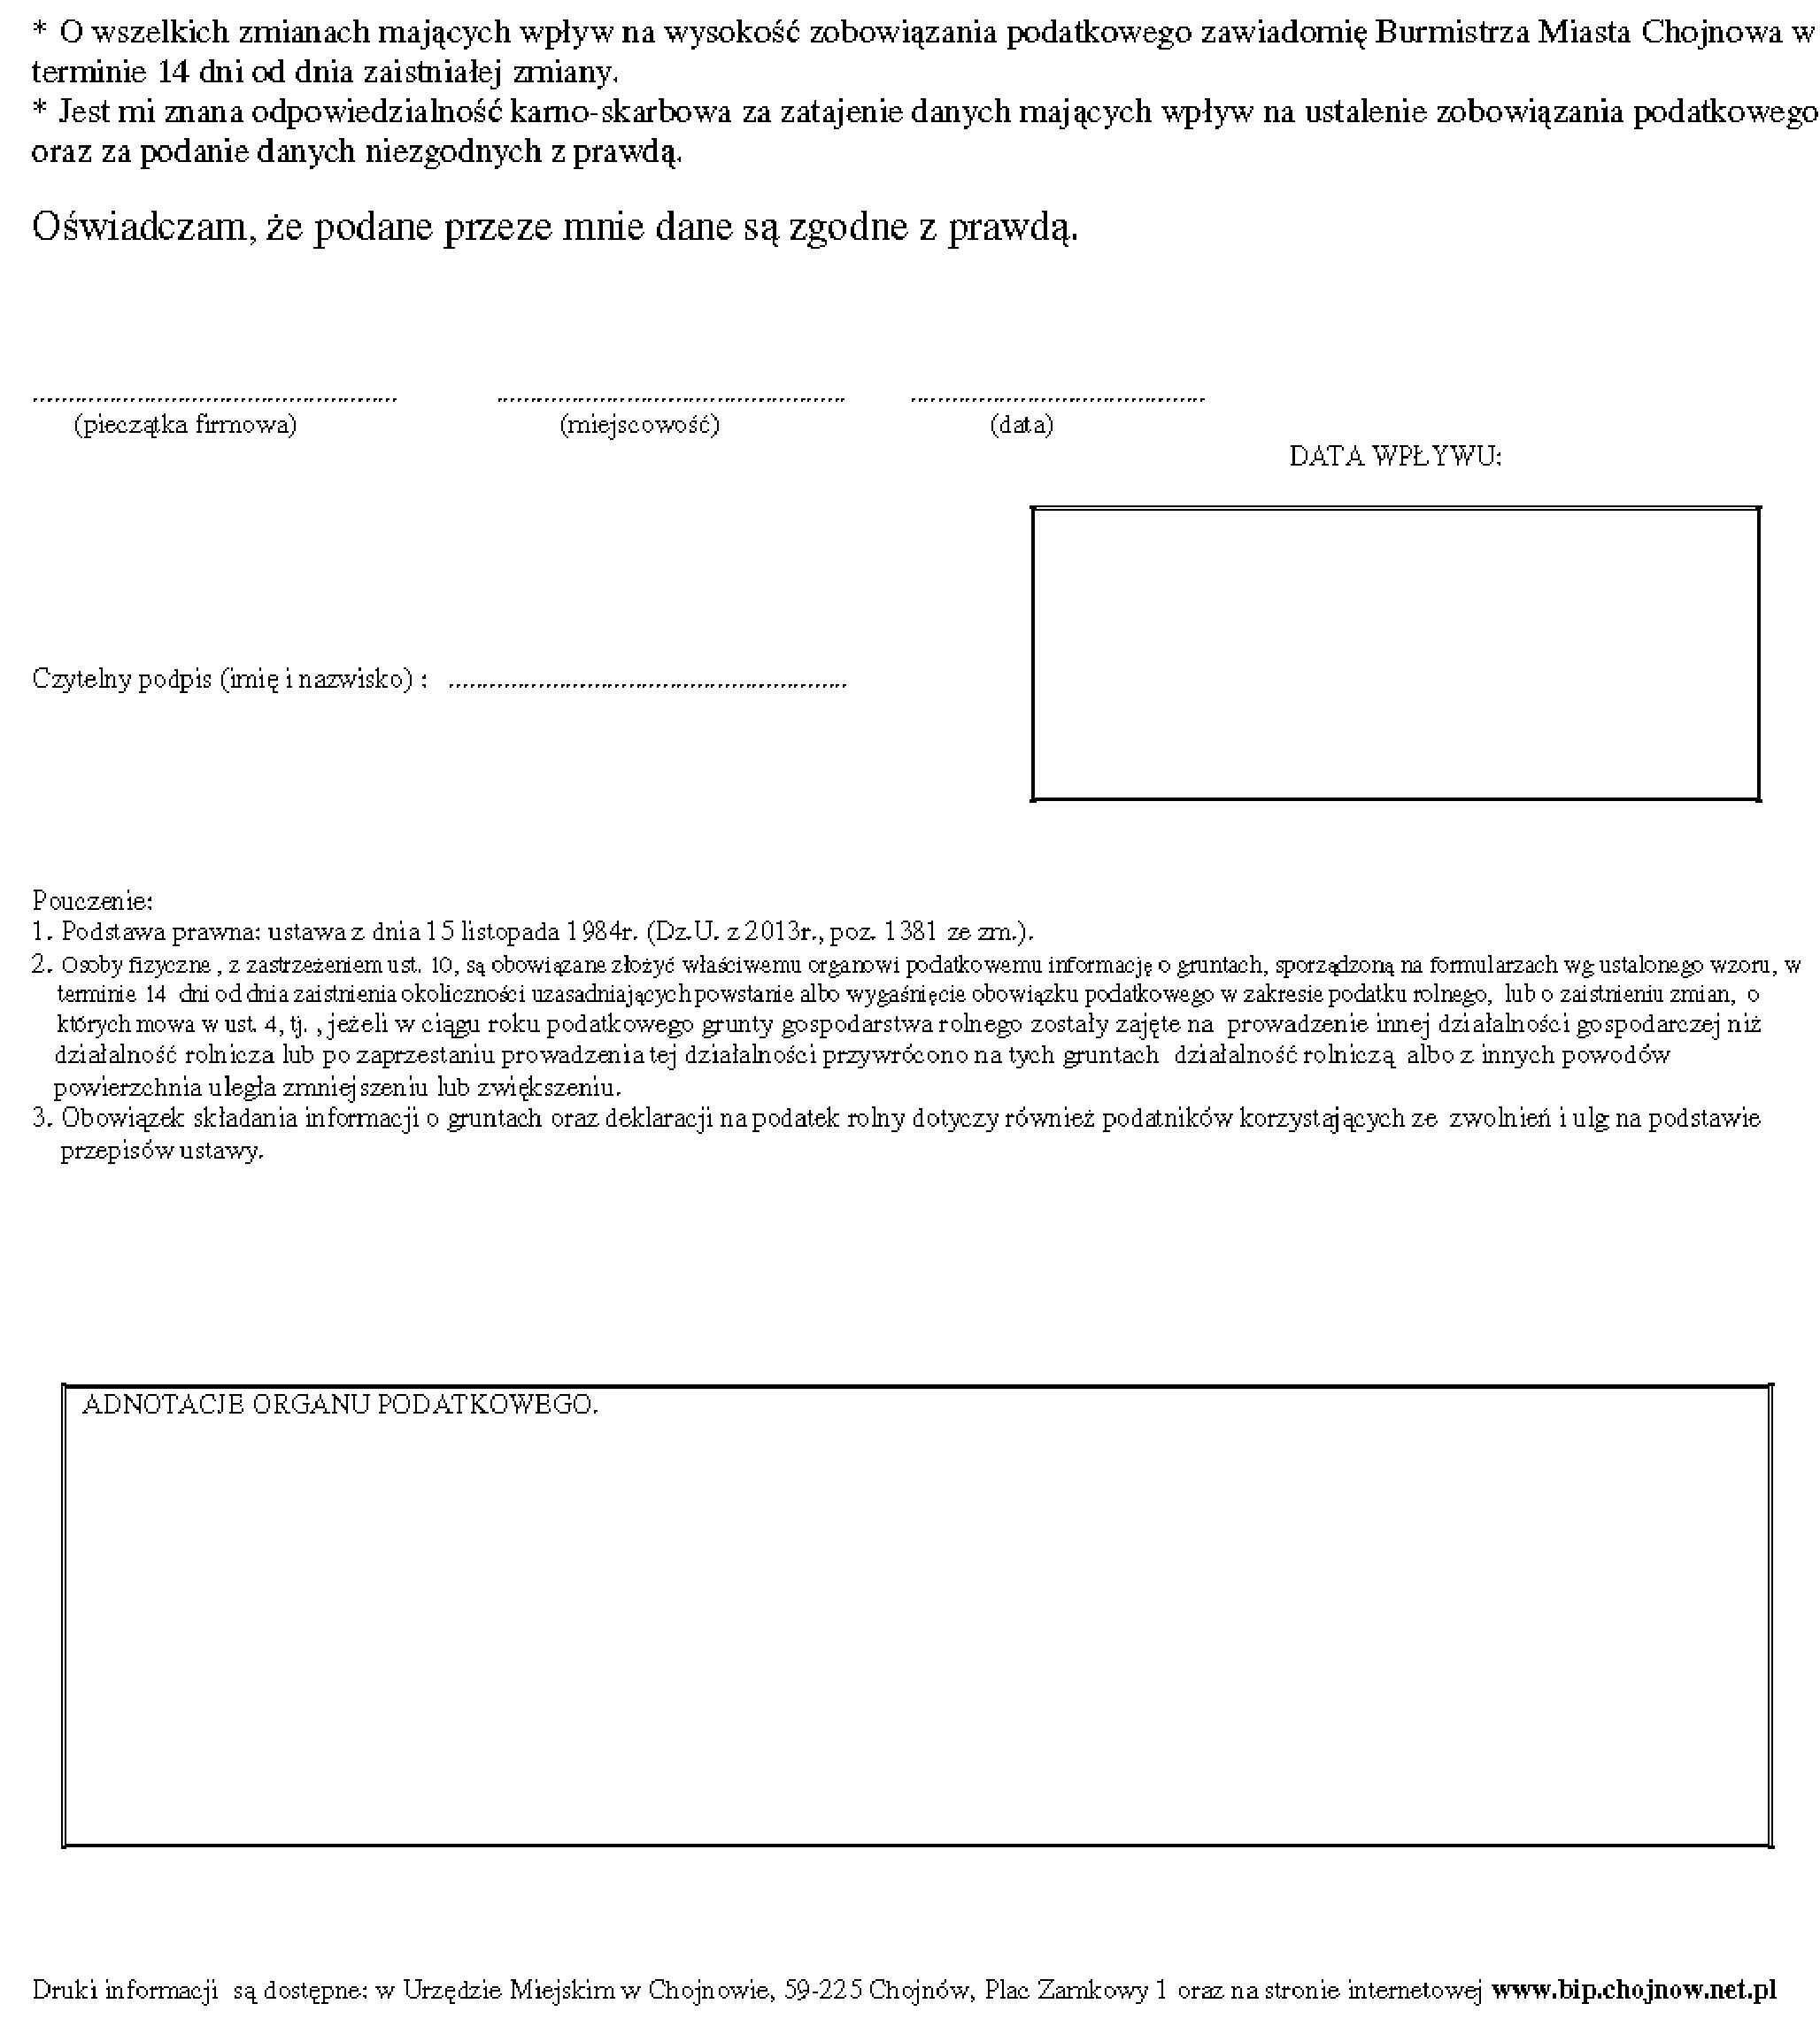 * O wszelkich zmianach mających wpływ na wysokość zobowiązania podatkowego zawiadomię Burmistrza Miasta Chojnowa w
terminie 14 dni od dnia zaistniałej zmiany.
* Jest mi znana odpowiedzialność karno-skarbowa za zatajenie danych mających wpływ na ustalenie zobowiązania podatkowego
oraz za podanie danych niezgodnych z prawdą.
Oświadczam, że podane przeze mnie dane są zgodne z prawdą.
..................................................... ................................................... ...........................................
(pieczątka firmowa) (miejscowość) (data)
DATA WPŁYWU:
Czytelny podpis (imię i nazwisko) : ..........................................................
Pouczenie:
1. Podstawa prawna: ustawa z dnia 15 listopada 1984r. (Dz.U. z 2013r., poz. 1381 ze zm.).
2. Osoby fizyczne , z zastrzeżeniem ust. 10, są obowiązane złożyć właściwemu organowi podatkowemu informację o gruntach, sporządzoną na formularzach wg ustalonego wzoru, w
terminie 14 dni od dnia zaistnienia okoliczności uzasadniających powstanie albo wygaśnięcie obowiązku podatkowego w zakresie podatku rolnego, lub o zaistnieniu zmian, o
których mowa w ust. 4, tj. , jeżeli w ciągu roku podatkowego grunty gospodarstwa rolnego zostały zajęte na prowadzenie innej działalności gospodarczej niż
działalność rolnicza lub po zaprzestaniu prowadzenia tej działalności przywrócono na tych gruntach działalność rolniczą albo z innych powodów
powierzchnia uległa zmniejszeniu lub zwiększeniu.
3. Obowiązek składania informacji o gruntach oraz deklaracji na podatek rolny dotyczy również podatników korzystających ze zwolnień i ulg na podstawie
przepisów ustawy.
ADNOTACJE ORGANU PODATKOWEGO.
Druki informacji są dostępne: w Urzędzie Miejskim w Chojnowie, 59-225 Chojnów, Plac Zamkowy 1 oraz na stronie internetowej www.bip.chojnow.net.pl